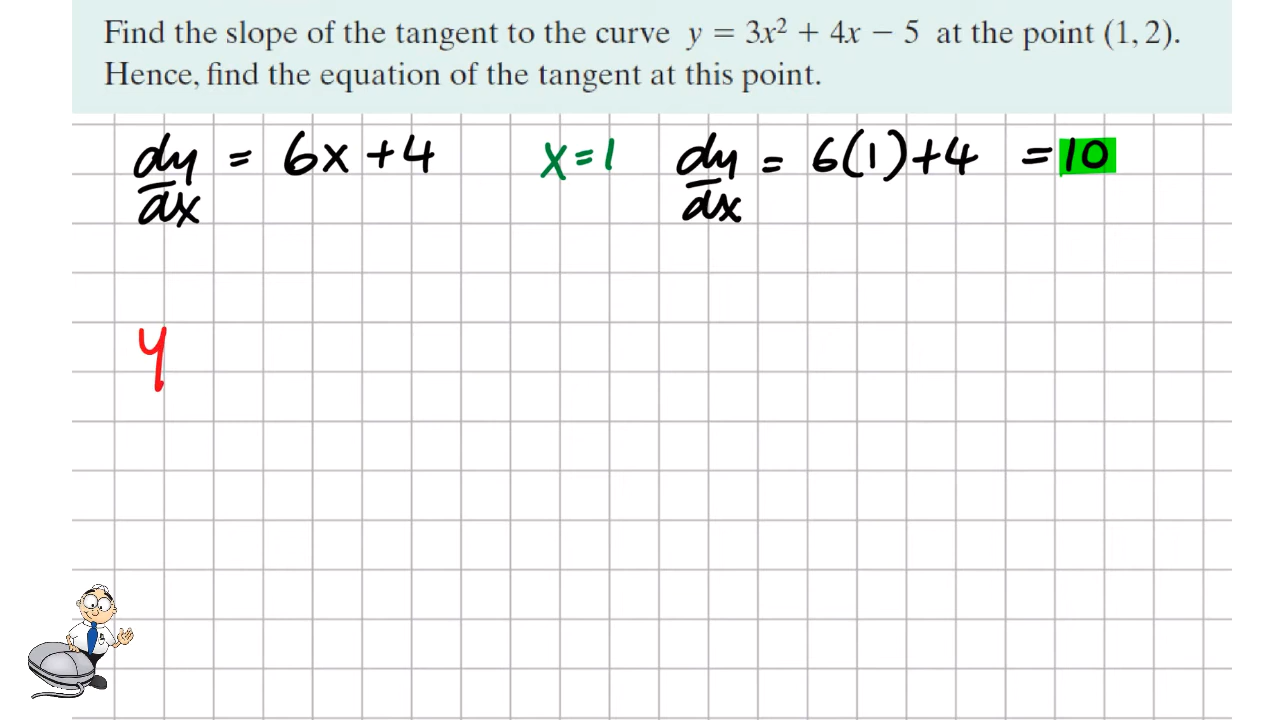 Find the slope of the tangent to the curve y = 3x² + 4x − 5 at the point (1, 2).
Hence, find the equation of the tangent at this point.
dy/dx = 6x + 4    x = 1    dy/dx = 6(1) + 4 = 10
y